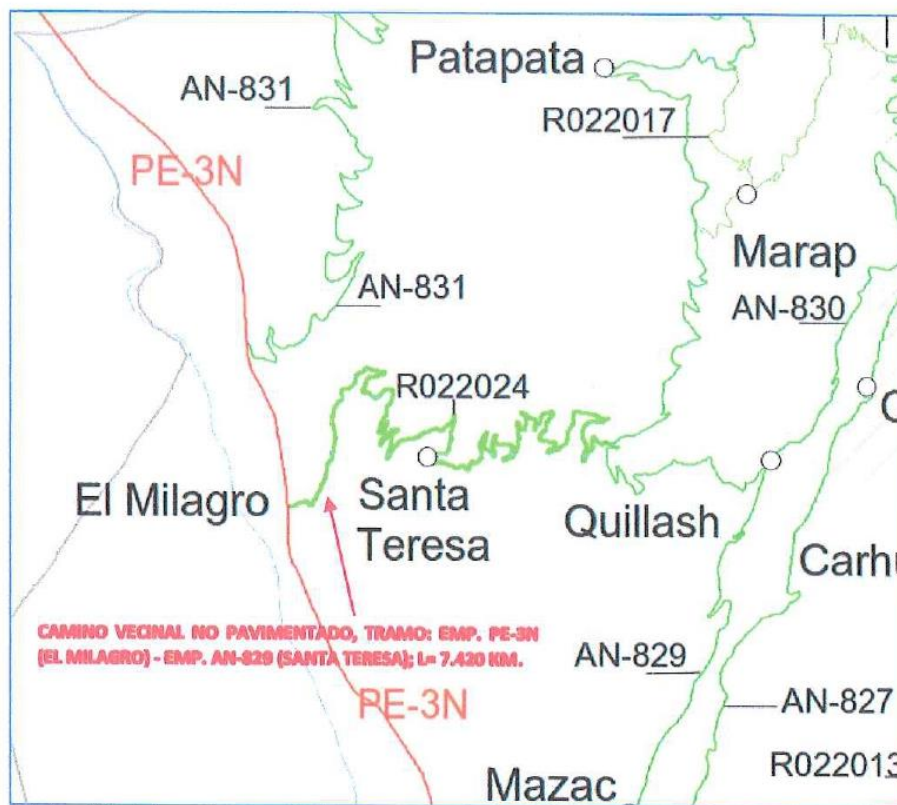 Patapata
AN-831
R022017
PE-3N
Marap
AN-831
AN-830
R022024
El Milagro
Santa
Teresa
Quillash
CAMINO VECINAL NO PAVIMENTADO, TRAMO: EMP. PE-3N
(EL MILAGRO) - EMP. AN-829 (SANTA TERESA); L= 7.420 KM.
Carhu
AN-829
PE-3N
AN-827
R022013
Mazac